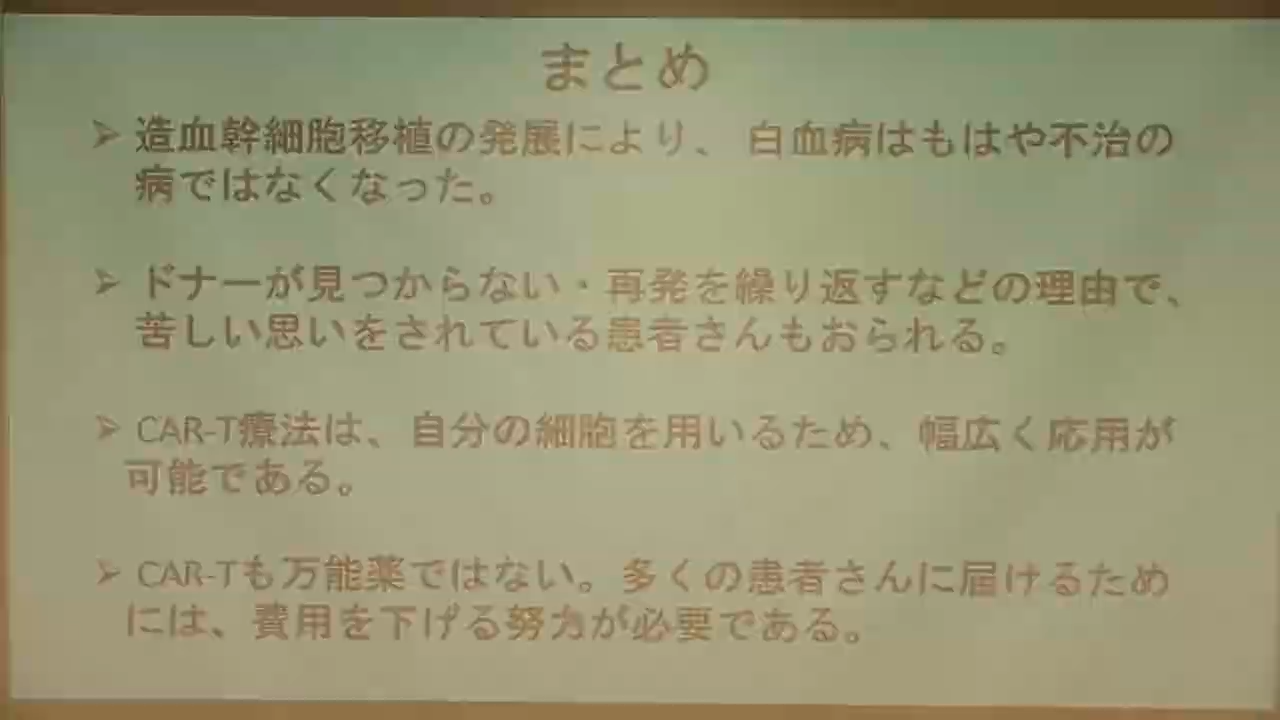 まとめ
➢ 造血幹細胞移植の発展により、 白血病はもはや不治の
病ではなくなった。
➢ ドナーが見つからない・再発を繰り返すなどの理由で、
苦しい思いをされている患者さんもおられる。
➢ CAR-T療法は、自分の細胞を用いるため、幅広く応用が
可能である。
➢ CAR-Tも万能薬ではない。多くの患者さんに届けるため
には、費用を下げる努力が必要である。